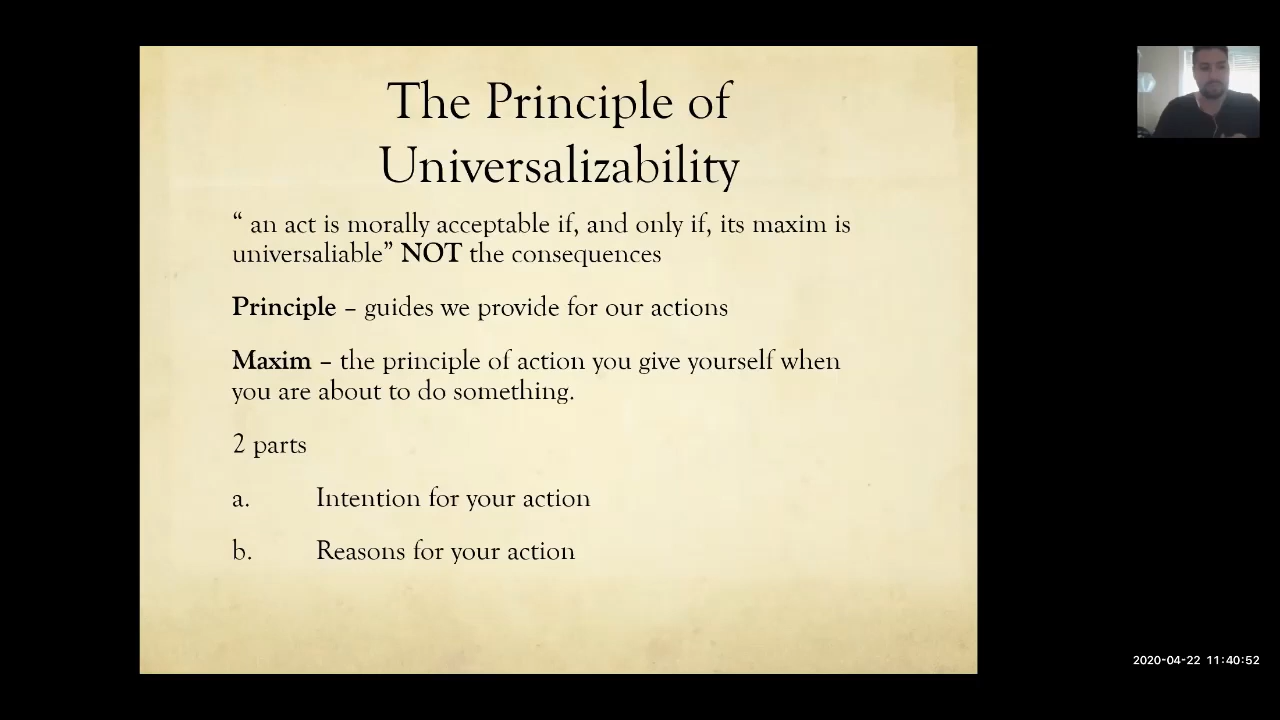 The Principle of
Universalizability
“ an act is morally acceptable if, and only if, its maxim is
universaliable” NOT the consequences
Principle – guides we provide for our actions
Maxim – the principle of action you give yourself when
you are about to do something.
2 parts
a. Intention for your action
b. Reasons for your action
2020-04-22 11:40:52